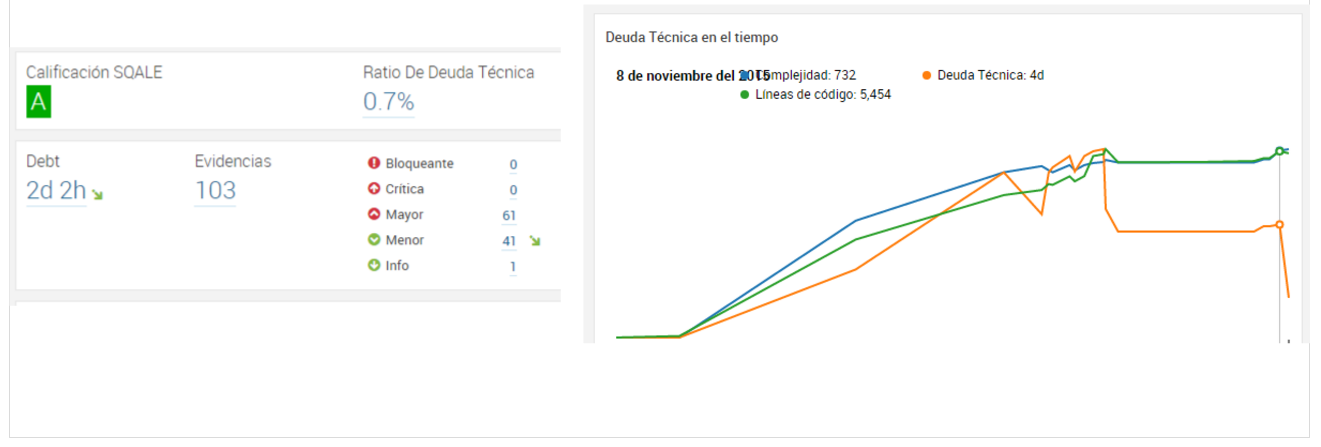 Calificación SQALE
Ratio De Deuda Técnica
A
0.7%
Debt
Evidencias
2d 2h
103
Bloqueante 0
Crítica 0
Mayor 61
Menor 41
Info 1
Deuda Técnica en el tiempo
8 de noviembre del 2015
Complejidad: 732
Deuda Técnica: 4d
Líneas de código: 5,454